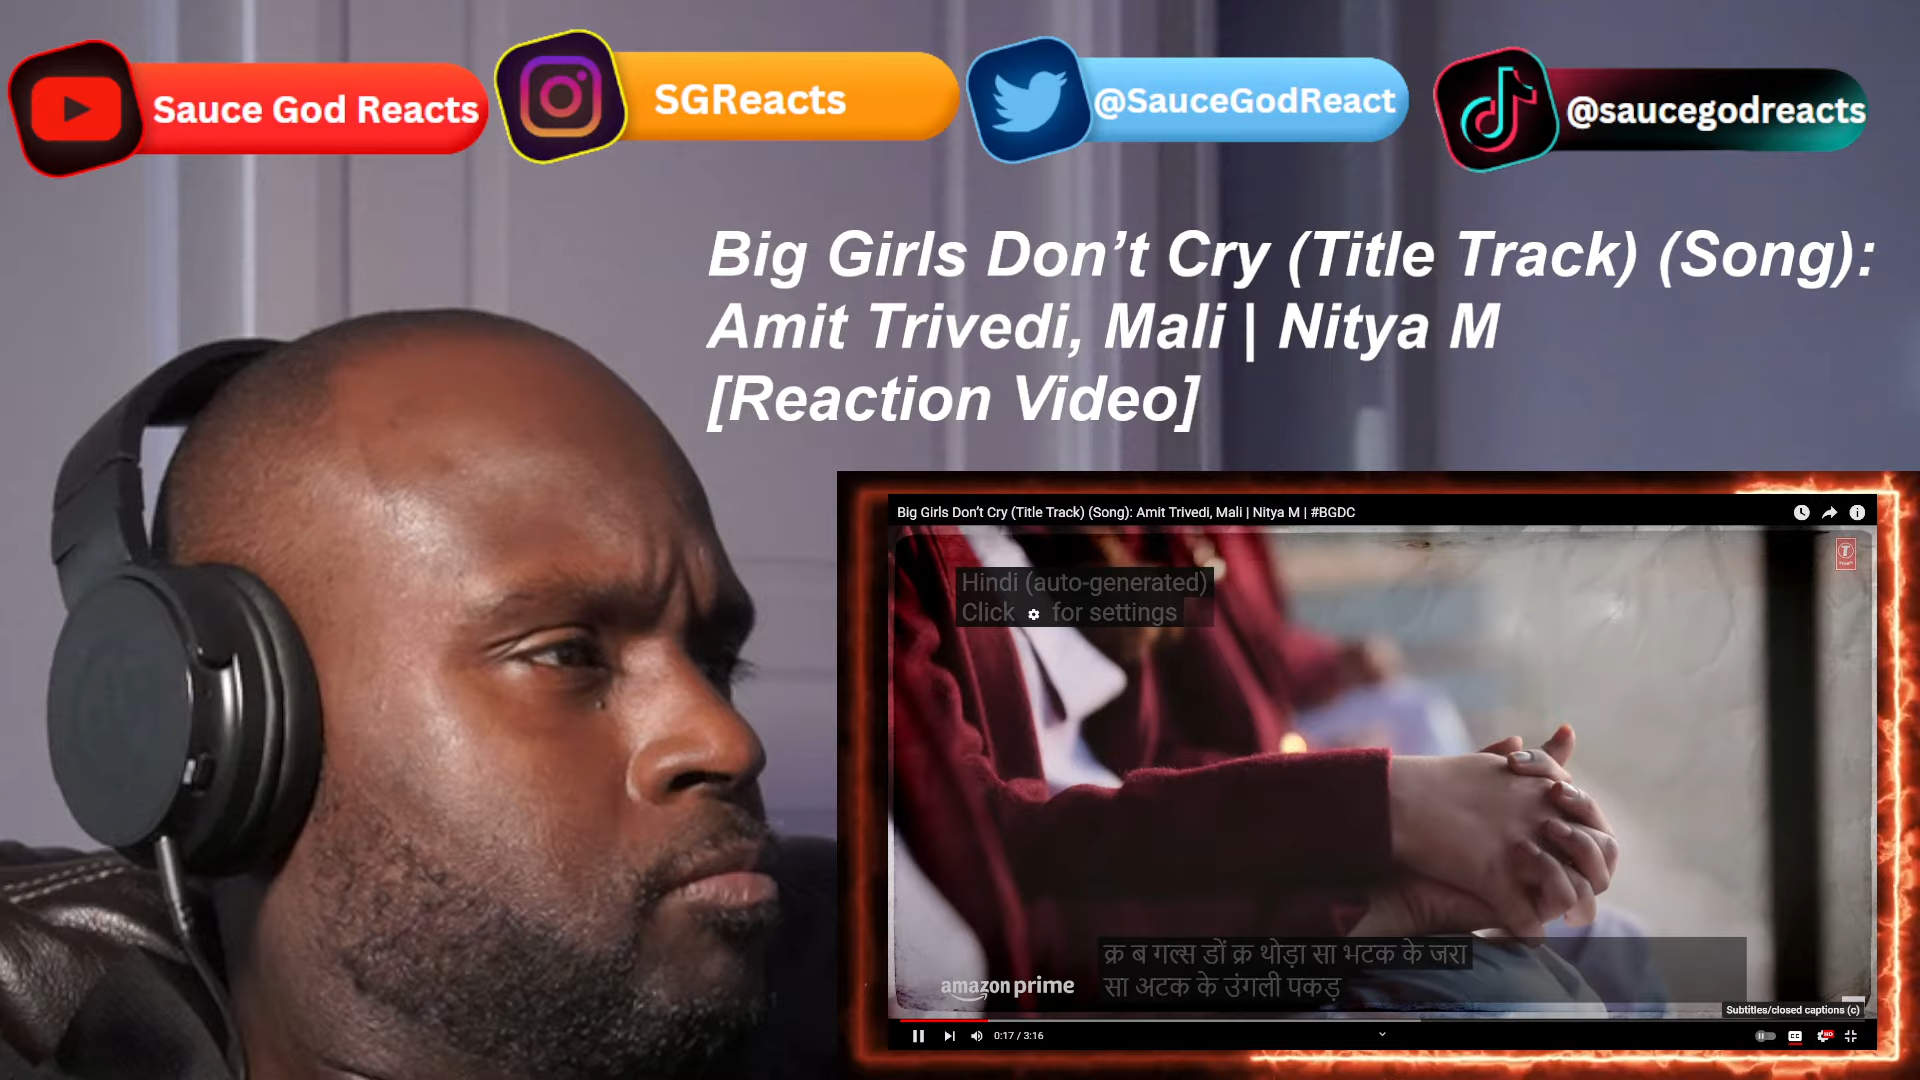 Sauce God Reacts
SGReacts
@SauceGodReact
@saucegodreacts
Big Girls Don’t Cry (Title Track) (Song):
Amit Trivedi, Mali | Nitya M
[Reaction Video]
Big Girls Don’t Cry (Title Track) (Song): Amit Trivedi, Mali | Nitya M | #BGDC
Hindi (auto-generated)
Click for settings
क्र ब गल्स डों क्र थोड़ा सा भटक के जरा
सा अटक के उंगली पकड़
amazon prime
Subtitles/closed captions (c)
0:17 / 3:16
CC
HD